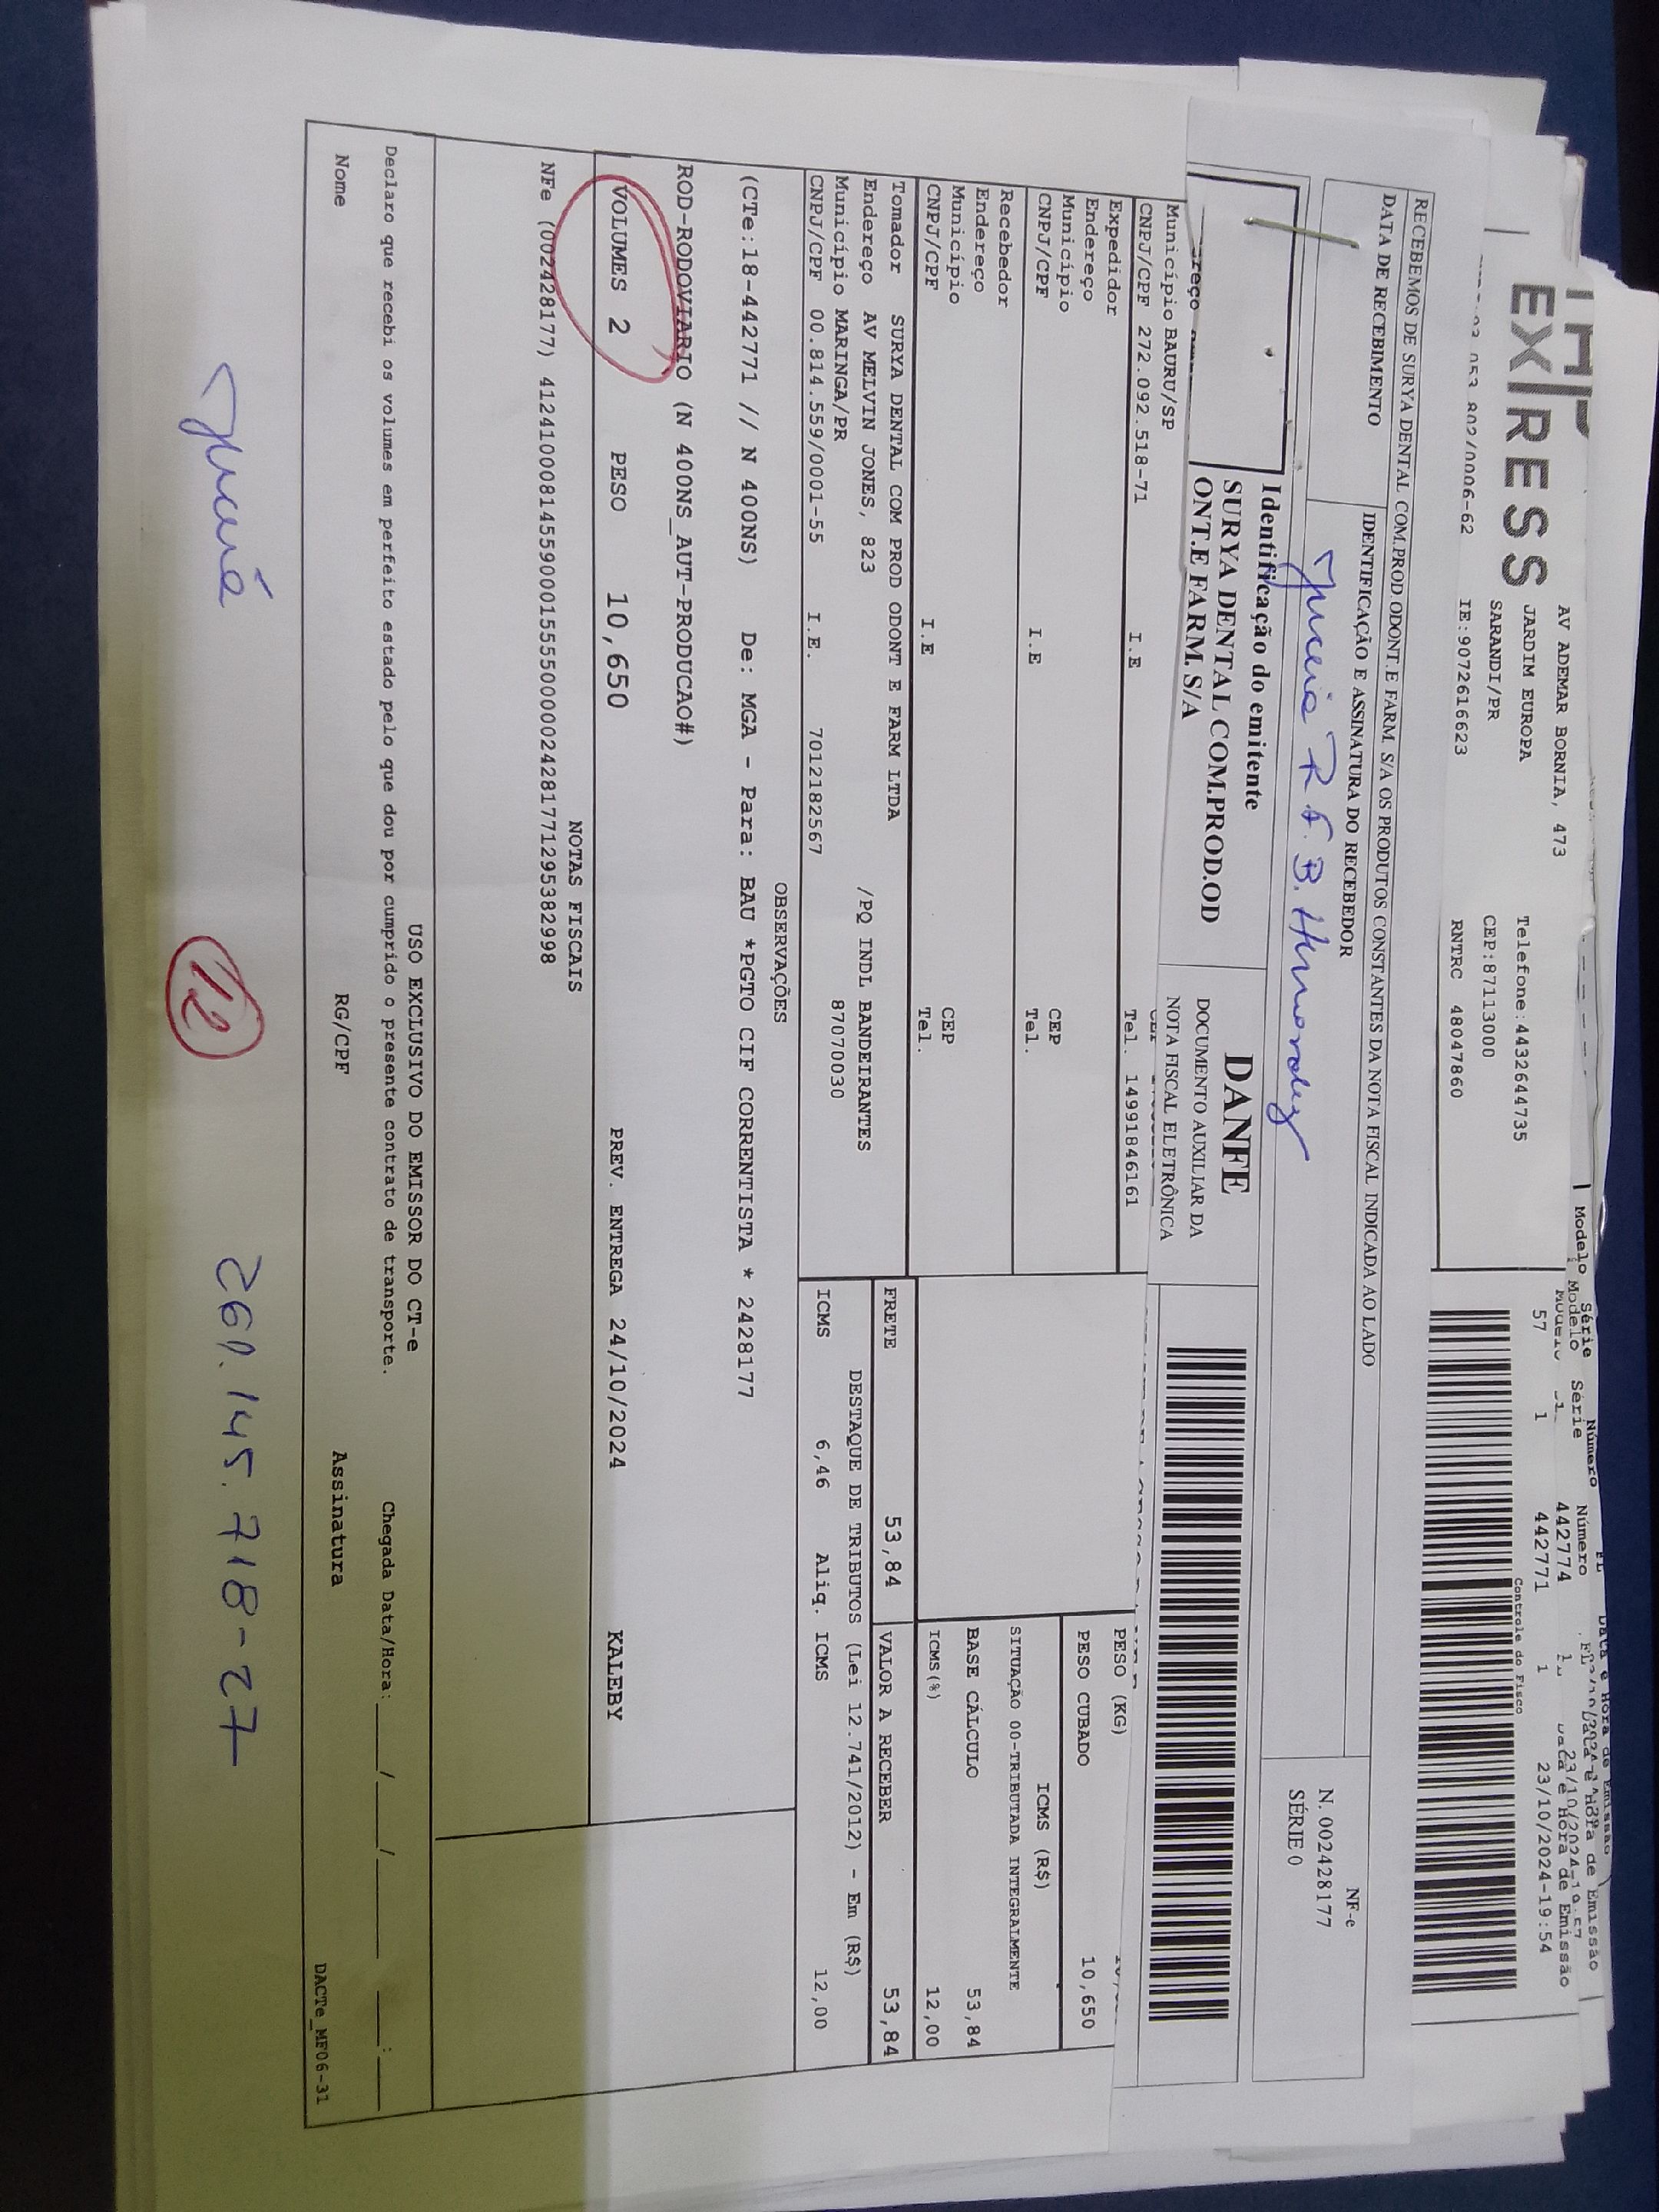 EXPRESS
AV ADEMAR BORNIA, 473
JARDIM EUROPA
SARANDI/PR
IE:9072616623
Telefone:4432644735
CEP:87113000
RNTRC 48047860
802/0006-62
Modelo Série Número
442774
57 1 442771 1 23/10/2024-19:54
Controle do Fisco
RECEBEMOS DE SURYA DENTAL COM.PROD ODONT.E FARM. S/A OS PRODUTOS CONSTANTES DA NOTA FISCAL INDICADA AO LADO
DATA DE RECEBIMENTO
IDENTIFICAÇÃO E ASSINATURA DO RECEBEDOR
NF-e
N. 002428177
SÉRIE 0
Identificação do emitente
SURYA DENTAL COM.PROD.OD
ONT.E FARM. S/A
DANFE
DOCUMENTO AUXILIAR DA
NOTA FISCAL ELETRÔNICA
Município BAURU/SP
CNPJ/CPF 272.092.518-71 I.E Tel. 14991846161
Expedidor
Endereço
Município CEP
CNPJ/CPF I.E Tel.
Recebedor
Endereço
Município CEP
CNPJ/CPF I.E Tel.
PESO (KG)
PESO CUBADO 10,650
ICMS (R$)
SITUAÇÃO 00-TRIBUTADA INTEGRALMENTE
BASE CÁLCULO 53,84
ICMS(%) 12,00
Tomador SURYA DENTAL COM PROD ODONT E FARM LTDA
Endereço AV MELVIN JONES, 823 /PQ INDL BANDEIRANTES
Município MARINGA/PR 87070030
CNPJ/CPF 00.814.559/0001-55 I.E. 7012182567
FRETE 53,84 VALOR A RECEBER 53,84
DESTAQUE DE TRIBUTOS (Lei 12.741/2012) - Em (R$)
ICMS 6,46 Aliq. ICMS 12,00
OBSERVAÇÕES
(CTe:18-442771 // N 400NS) De: MGA - Para: BAU *PGTO CIF CORRENTISTA * 2428177
ROD-RODOVIARIO (N 400NS_AUT-PRODUCAO#)
VOLUMES 2 PESO 10,650 PREV. ENTREGA 24/10/2024 KALEBY
NOTAS FISCAIS
NFe (002428177) 41241000814559000155550000024281771295382998
USO EXCLUSIVO DO EMISSOR DO CT-e
Declaro que recebi os volumes em perfeito estado pelo que dou por cumprido o presente contrato de transporte. Chegada Data/Hora:____/____/______ ___:___
Nome RG/CPF Assinatura
DACTe_MF06-31
12
261.145.718-27